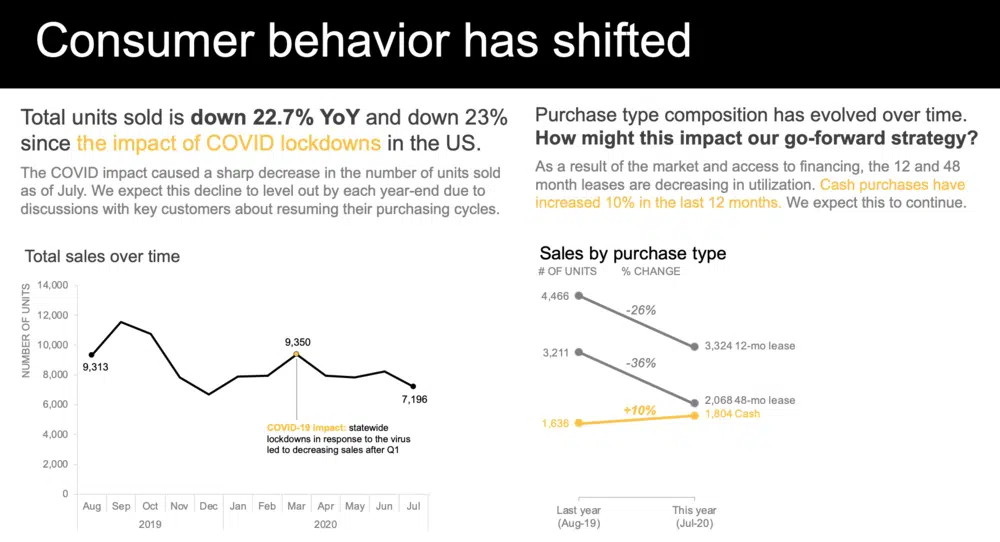 Consumer behavior has shifted
Total units sold is down 22.7% YoY and down 23%
since the impact of COVID lockdowns in the US.
The COVID impact caused a sharp decrease in the number of units sold
as of July. We expect this decline to level out by each year-end due to
discussions with key customers about resuming their purchasing cycles.
Total sales over time
NUMBER OF UNITS
14,000
12,000
10,000
8,000
6,000
4,000
2,000
0
9,313
9,350
7,196
COVID-19 impact: statewide
lockdowns in response to the virus
led to decreasing sales after Q1
Aug Sep Oct Nov Dec Jan Feb Mar Apr May Jun Jul
2019 2020
Purchase type composition has evolved over time.
How might this impact our go-forward strategy?
As a result of the market and access to financing, the 12 and 48
month leases are decreasing in utilization. Cash purchases have
increased 10% in the last 12 months. We expect this to continue.
Sales by purchase type
# OF UNITS % CHANGE
4,466
-26%
3,324 12-mo lease
3,211
-36%
2,068 48-mo lease
1,636
+10%
1,804 Cash
Last year This year
(Aug-19) (Jul-20)